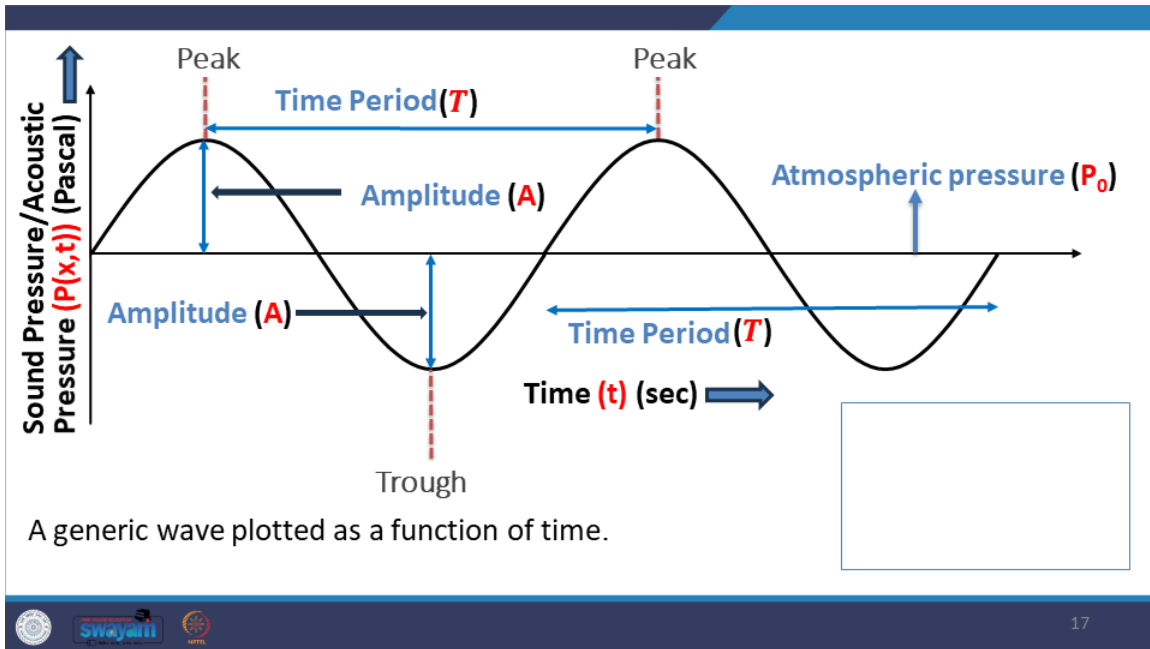 Peak
Peak
Time Period(T)
Sound Pressure/Acoustic
Pressure (P(x,t)) (Pascal)
Amplitude (A)
Atmospheric pressure (P₀)
Amplitude (A)
Time Period(T)
Time (t) (sec)
Trough
A generic wave plotted as a function of time.
swayam
NPTEL
17